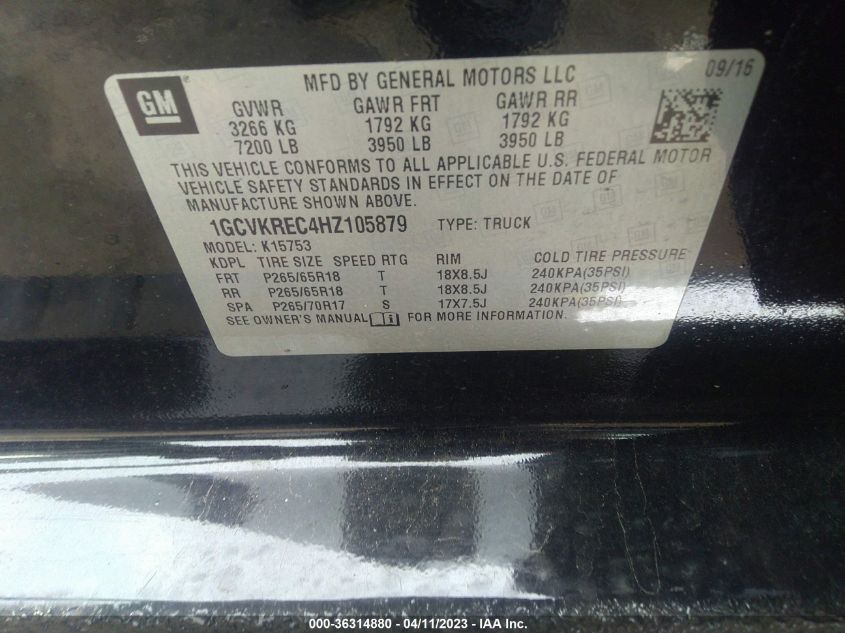 GM
MFD BY GENERAL MOTORS LLC
09/16
GVWR GAWR FRT GAWR RR
3266 KG 1792 KG 1792 KG
7200 LB 3950 LB 3950 LB
THIS VEHICLE CONFORMS TO ALL APPLICABLE U.S. FEDERAL MOTOR
VEHICLE SAFETY STANDARDS IN EFFECT ON THE DATE OF
MANUFACTURE SHOWN ABOVE.
1GCVKREC4HZ105879 TYPE: TRUCK
MODEL: K15753
KDPL TIRE SIZE SPEED RTG RIM COLD TIRE PRESSURE
FRT P265/65R18 T 18X8.5J 240KPA(35PSI)
RR P265/65R18 T 18X8.5J 240KPA(35PSI)
SPA P265/70R17 S 17X7.5J 240KPA(35PSI)
SEE OWNER'S MANUAL FOR MORE INFORMATION.
000-36314880 - 04/11/2023 - IAA Inc.